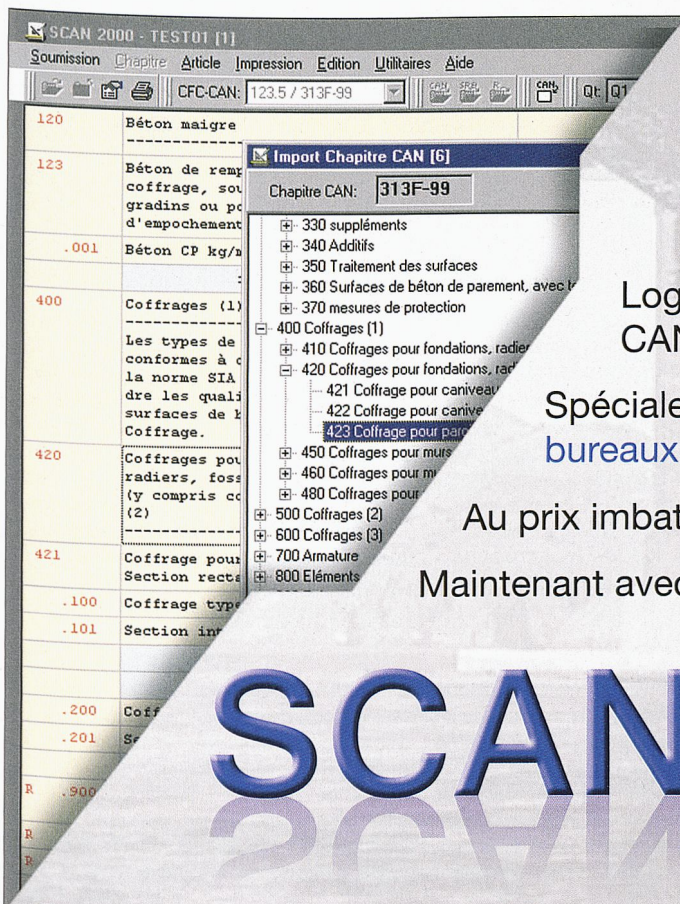 SCAN 2000 - TEST01 [1]
Soumission Chapitre Article Impression Edition Utilitaires Aide
CFC-CAN: 123.5 / 313F-99 CAN SRB R CAN Qt: Q1
120 Béton maigre
123 Béton de remp
coffrage, sou
gradins ou po
d'empochement
.001 Béton CP kg/m
400 Coffrages (1)
Les types de
conformes à
la norme SIA
dre les quali
surfaces de b
Coffrage.
420 Coffrages pou
radiers, foss
(y compris co
(2)
421 Coffrage pour
Section recta
.100 Coffrage type
.101 Section int
.200 Coff
.201
R .900
R
R
Import Chapitre CAN [6]
Chapitre CAN: 313F-99
330 suppléments
340 Additifs
350 Traitement des surfaces
360 Surfaces de béton de parement, avec
370 mesures de protection
400 Coffrages (1)
410 Coffrages pour fondations, radier
420 Coffrages pour fondations, rad
421 Coffrage pour caniveau
422 Coffrage pour canive
423 Coffrage pour paro
450 Coffrages pour murs
460 Coffrages pour mu
480 Coffrages pour
500 Coffrages (2)
600 Coffrages (3)
700 Armature
800 Eléments
Log
CAN
Spéciale
bureaux
Au prix imbat
Maintenant avec
SCAN